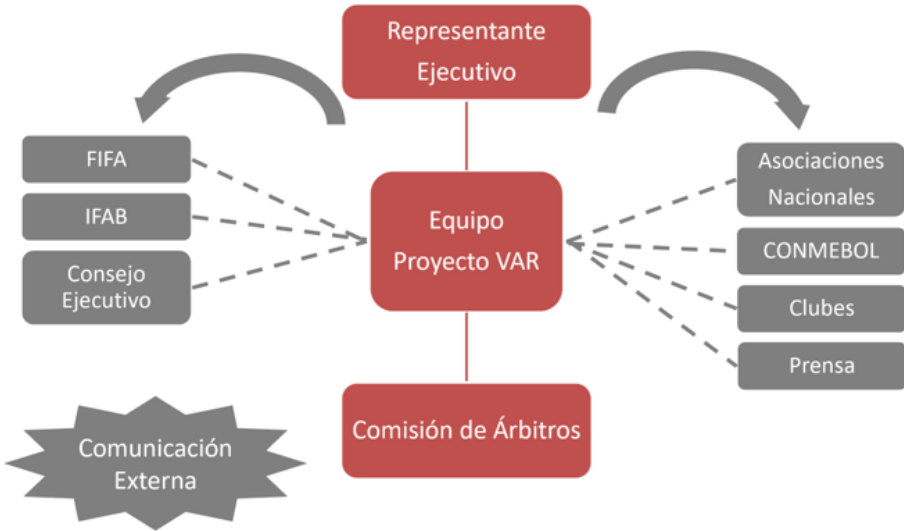 Representante
Ejecutivo
FIFA
IFAB
Consejo
Ejecutivo
Equipo
Proyecto VAR
Asociaciones
Nacionales
CONMEBOL
Clubes
Prensa
Comisión de Árbitros
Comunicación
Externa